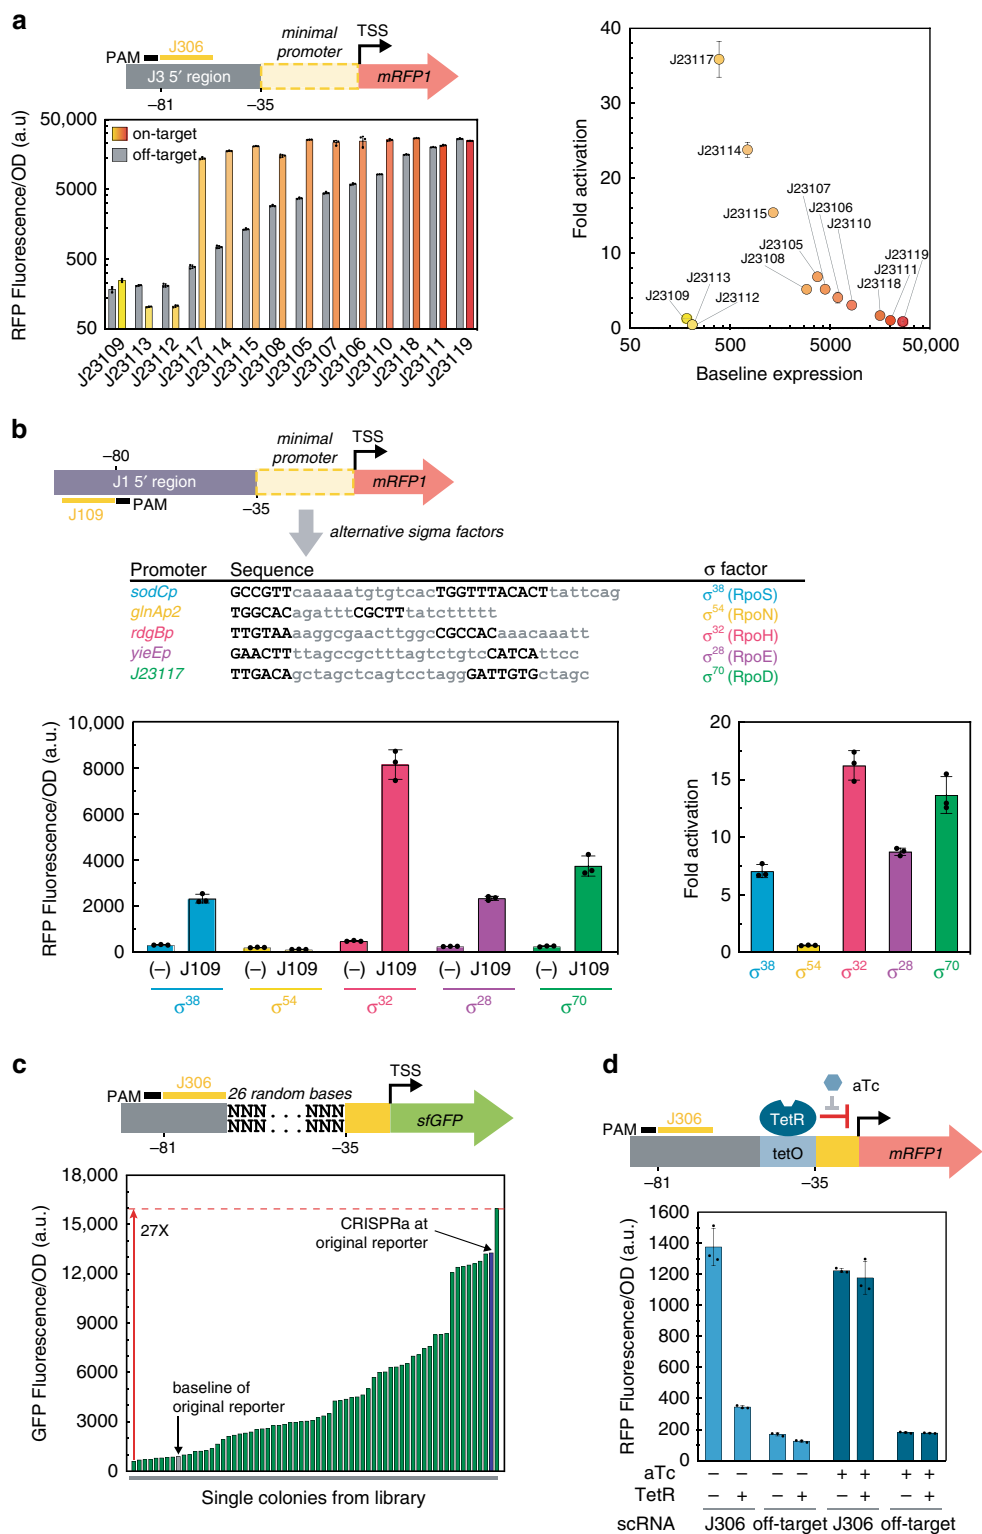 a
PAM J306
minimal promoter
TSS
J3 5′ region
mRFP1
−81
−35
RFP Fluorescence/OD (a.u)
50,000
5000
500
50
on-target
off-target
J23109
J23113
J23112
J23117
J23114
J23115
J23108
J23105
J23107
J23106
J23110
J23118
J23111
J23119
Fold activation
40
30
20
10
0
J23117
J23114
J23115
J23107
J23106
J23110
J23105
J23108
J23119
J23111
J23118
J23113
J23109
J23112
50 500 5000 50,000
Baseline expression
b
−80
minimal promoter
TSS
J1 5′ region
mRFP1
J109
PAM
−35
alternative sigma factors
Promoter Sequence σ factor
sodCp GCCGTTcaaaaatgtgtcacTGGTTTACACTtattcag σ38 (RpoS)
glnAp2 TGGCACagatttCGCTTtatctttttt σ54 (RpoN)
rdgBp TTGTAAaaggcgaacttggcCGCCACaaacaaatt σ32 (RpoH)
yieEp GAACTTttagccgctttagtctgtcCATCAttcc σ28 (RpoE)
J23117 TTGACAgctagctcagtcctaggGATTGTGctagc σ70 (RpoD)
RFP Fluorescence/OD (a.u.)
10,000
8000
6000
4000
2000
0
(−) J109 (−) J109 (−) J109 (−) J109 (−) J109
σ38 σ54 σ32 σ28 σ70
Fold activation
20
15
10
5
0
σ38 σ54 σ32 σ28 σ70
c
PAM J306
26 random bases
TSS
NNN...NNN
NNN...NNN
sfGFP
−81
−35
GFP Fluorescence/OD (a.u.)
18,000
15,000
12,000
9000
6000
3000
0
27X
CRISPRa at
original reporter
baseline of
original reporter
Single colonies from library
d
aTc
TetR
PAM J306
tetO
mRFP1
−81
−35
RFP Fluorescence/OD (a.u.)
1600
1400
1200
1000
800
600
400
200
0
aTc − − − − + + + +
TetR − + − + − + − +
scRNA J306 off-target J306 off-target